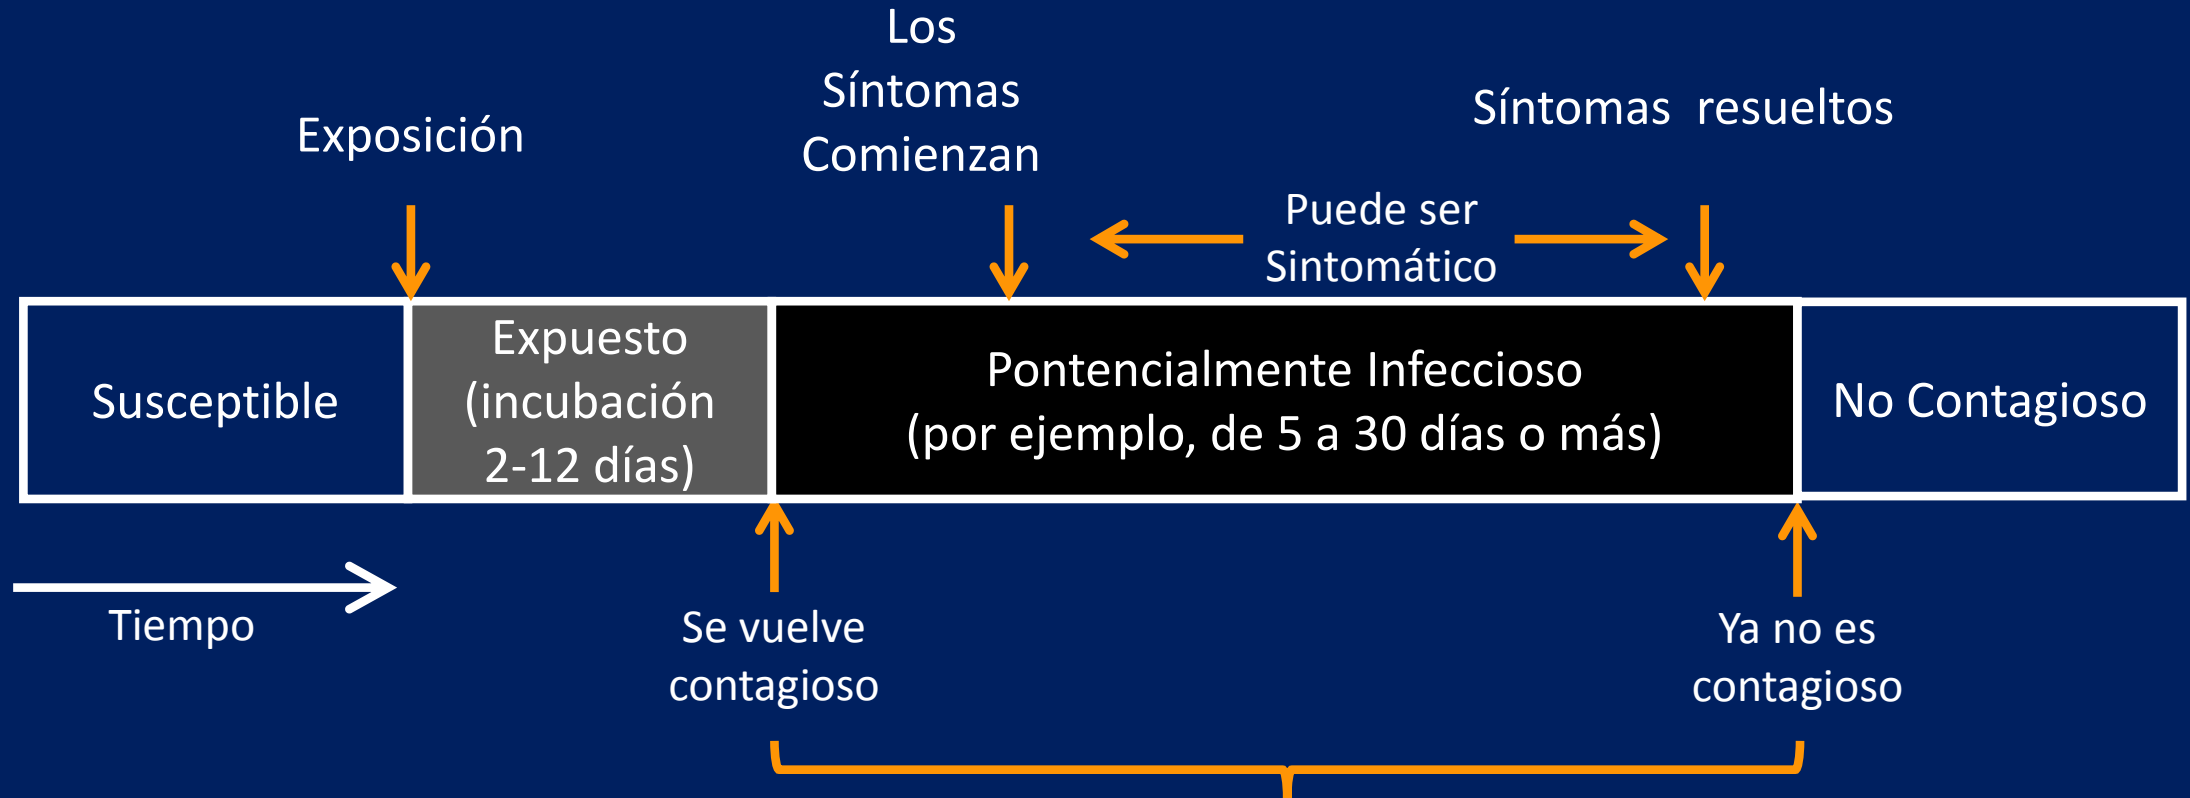 Los
Síntomas
Comienzan
Exposición
Síntomas resueltos
Puede ser
Sintomático
Susceptible
Expuesto
(incubación
2-12 días)
Pontencialmente Infeccioso
(por ejemplo, de 5 a 30 días o más)
No Contagioso
Tiempo
Se vuelve
contagioso
Ya no es
contagioso